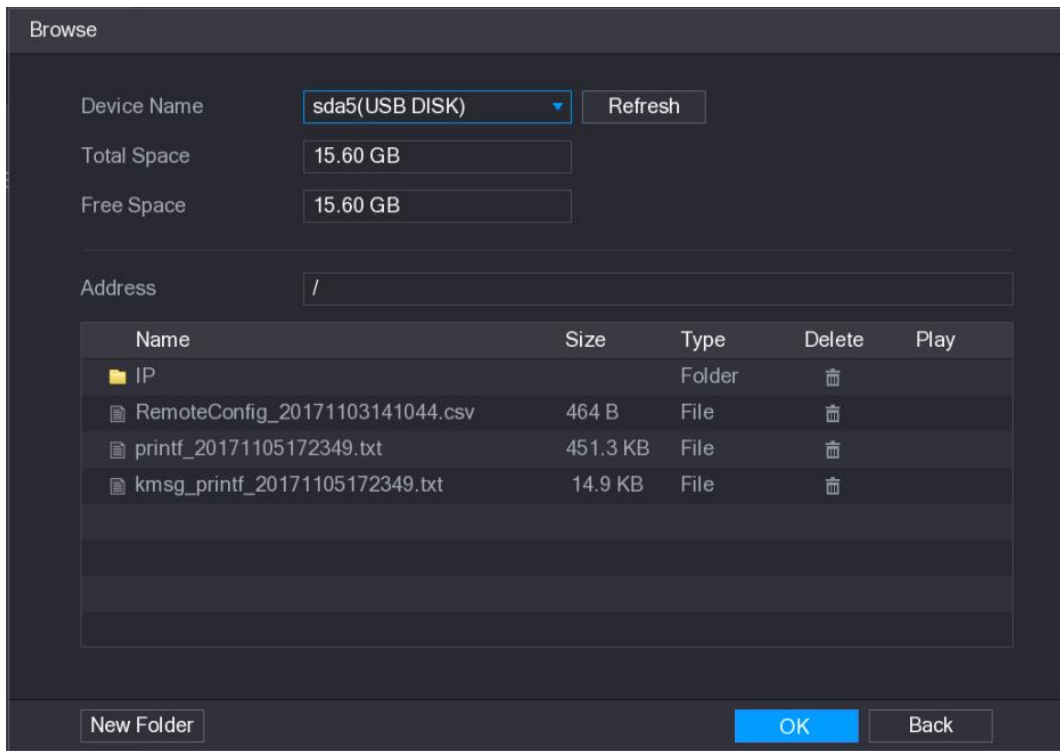 Browse
Device Name sda5(USB DISK) Refresh
Total Space 15.60 GB
Free Space 15.60 GB
Address /
Name Size Type Delete Play
IP Folder
RemoteConfig_20171103141044.csv 464 B File
printf_20171105172349.txt 451.3 KB File
kmsg_printf_20171105172349.txt 14.9 KB File
New Folder OK Back